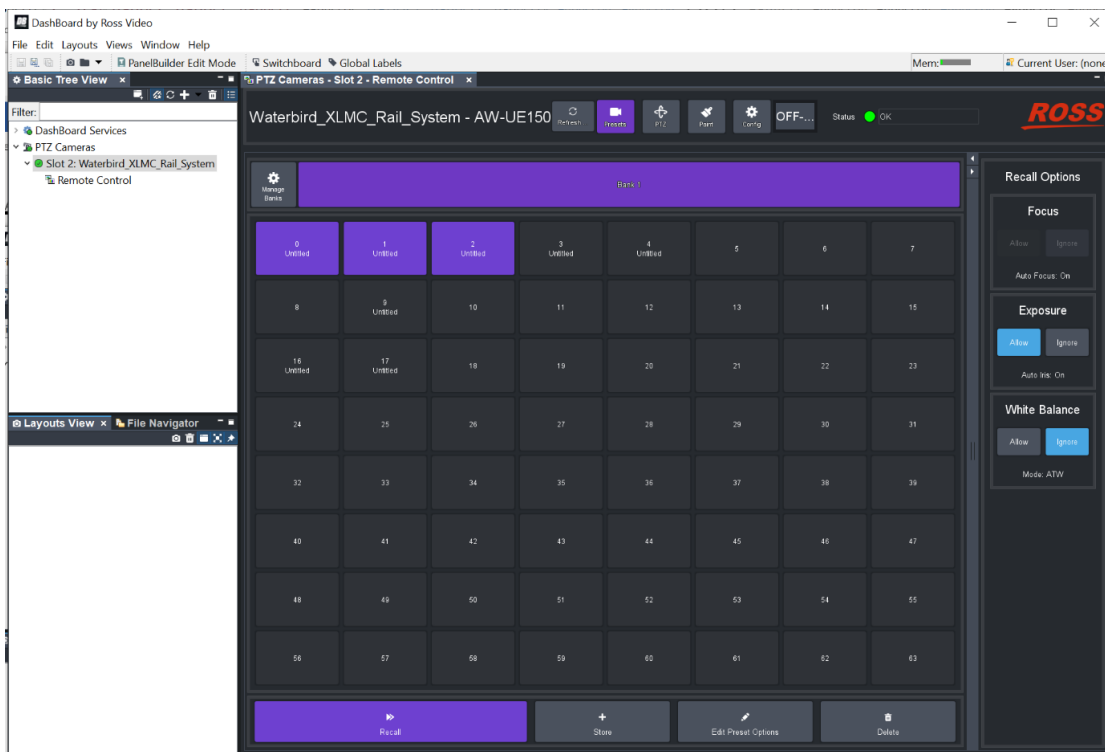 DashBoard by Ross Video
File Edit Layouts Views Window Help
PanelBuilder Edit Mode Switchboard Global Labels Mem: Current User: (none
Basic Tree View
PTZ Cameras - Slot 2 - Remote Control
Filter:
DashBoard Services
PTZ Cameras
Slot 2: Waterbird_XLMC_Rail_System
Remote Control
Layouts View File Navigator
Waterbird_XLMC_Rail_System - AW-UE150
Refresh
Presets
PTZ
Paint
Config
OFF-...
Status OK
ROSS
Manage
Banks
Bank 1
0
Untitled
1
Untitled
2
Untitled
3
Untitled
4
Untitled
5
6
7
8
9
Untitled
10
11
12
13
14
15
16
Untitled
17
Untitled
18
19
20
21
22
23
24
25
26
27
28
29
30
31
32
33
34
35
36
37
38
39
40
41
42
43
44
45
46
47
48
49
50
51
52
53
54
55
56
57
58
59
60
61
62
63
Recall
Store
Edit Preset Options
Delete
Recall Options
Focus
Allow Ignore
Auto Focus: On
Exposure
Allow Ignore
Auto Iris: On
White Balance
Allow Ignore
Mode: ATW